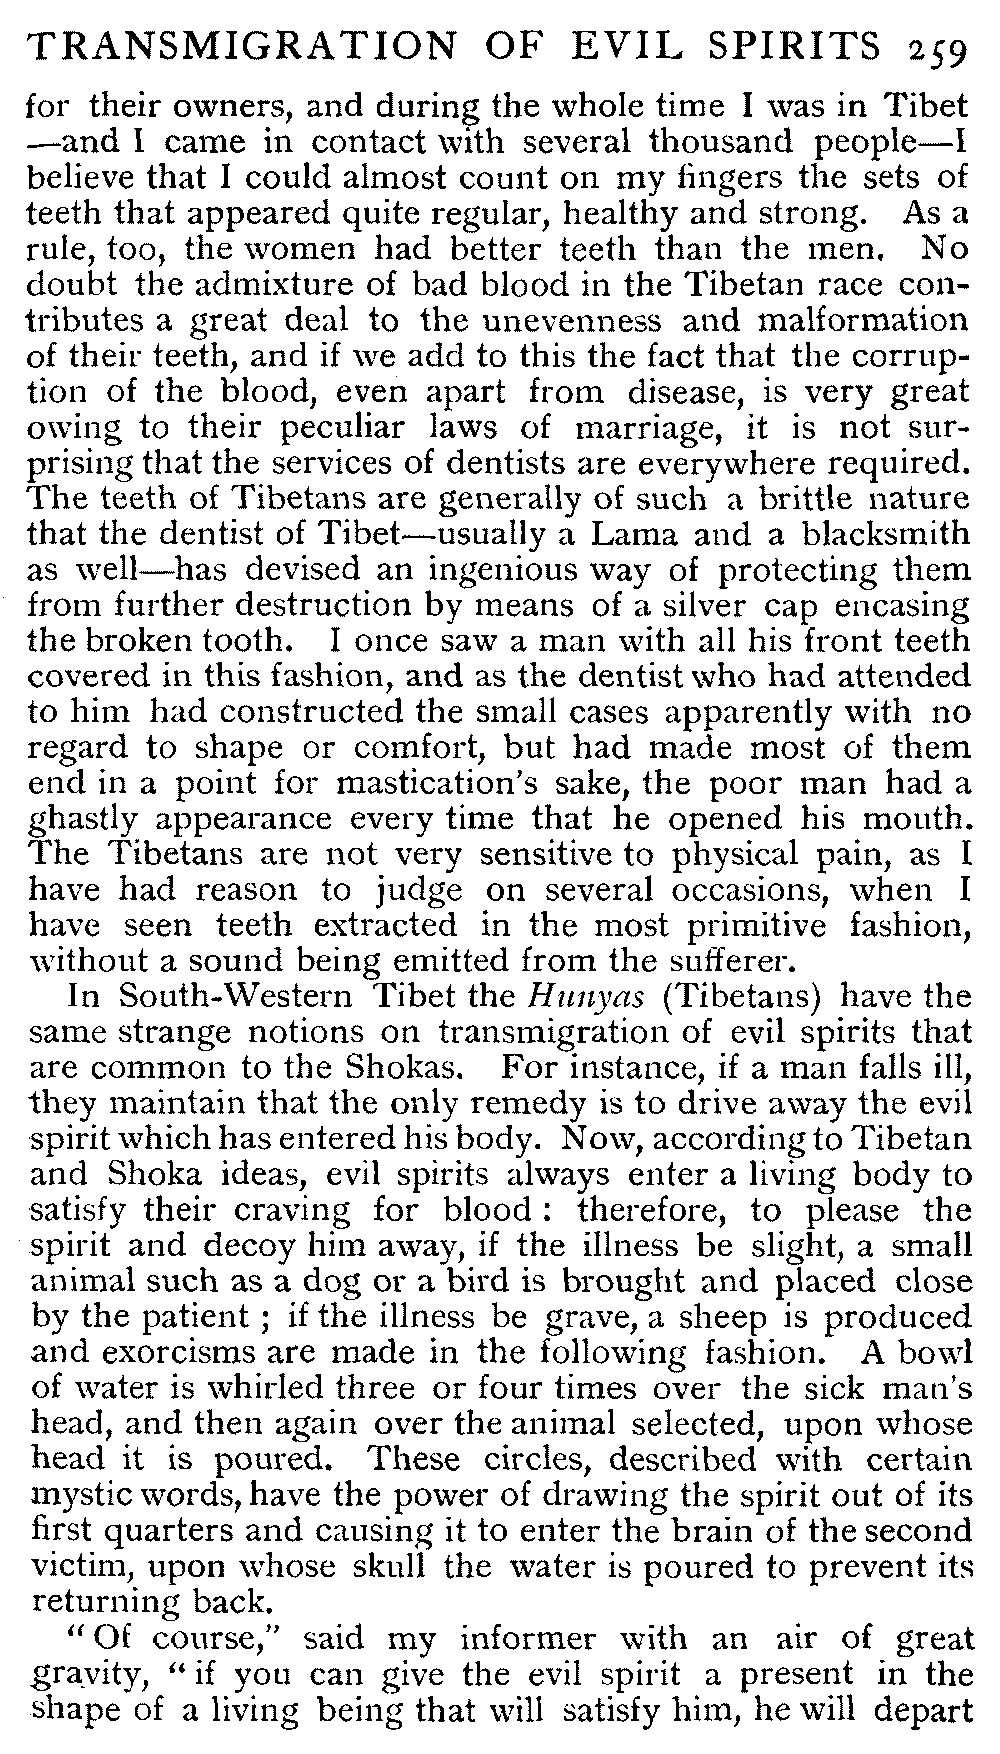 TRANSMIGRATION OF EVIL SPIRITS 259
for their owners, and during the whole time I was in Tibet
—and I came in contact with several thousand people—I
believe that I could almost count on my fingers the sets of
teeth that appeared quite regular, healthy and strong. As a
rule, too, the women had better teeth than the men. No
doubt the admixture of bad blood in the Tibetan race con-
tributes a great deal to the unevenness and malformation
of their teeth, and if we add to this the fact that the corrup-
tion of the blood, even apart from disease, is very great
owing to their peculiar laws of marriage, it is not sur-
prising that the services of dentists are everywhere required.
The teeth of Tibetans are generally of such a brittle nature
that the dentist of Tibet—usually a Lama and a blacksmith
as well—has devised an ingenious way of protecting them
from further destruction by means of a silver cap encasing
the broken tooth. I once saw a man with all his front teeth
covered in this fashion, and as the dentist who had attended
to him had constructed the small cases apparently with no
regard to shape or comfort, but had made most of them
end in a point for mastication's sake, the poor man had a
ghastly appearance every time that he opened his mouth.
The Tibetans are not very sensitive to physical pain, as I
have had reason to judge on several occasions, when I
have seen teeth extracted in the most primitive fashion,
without a sound being emitted from the sufferer.
In South-Western Tibet the Hunyas (Tibetans) have the
same strange notions on transmigration of evil spirits that
are common to the Shokas. For instance, if a man falls ill,
they maintain that the only remedy is to drive away the evil
spirit which has entered his body. Now, according to Tibetan
and Shoka ideas, evil spirits always enter a living body to
satisfy their craving for blood : therefore, to please the
spirit and decoy him away, if the illness be slight, a small
animal such as a dog or a bird is brought and placed close
by the patient ; if the illness be grave, a sheep is produced
and exorcisms are made in the following fashion. A bowl
of water is whirled three or four times over the sick man's
head, and then again over the animal selected, upon whose
head it is poured. These circles, described with certain
mystic words, have the power of drawing the spirit out of its
first quarters and causing it to enter the brain of the second
victim, upon whose skull the water is poured to prevent its
returning back.
"Of course," said my informer with an air of great
gravity, "if you can give the evil spirit a present in the
shape of a living being that will satisfy him, he will depart